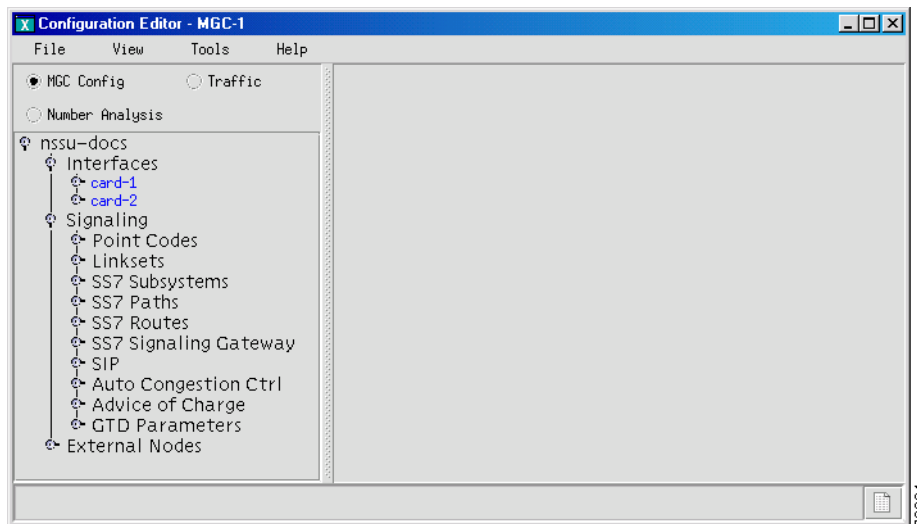 Configuration Editor - MGC-1
File View Tools Help
MGC Config Traffic
Number Analysis
nssu-docs
Interfaces
card-1
card-2
Signaling
Point Codes
Linksets
SS7 Subsystems
SS7 Paths
SS7 Routes
SS7 Signaling Gateway
SIP
Auto Congestion Ctrl
Advice of Charge
GTD Parameters
External Nodes